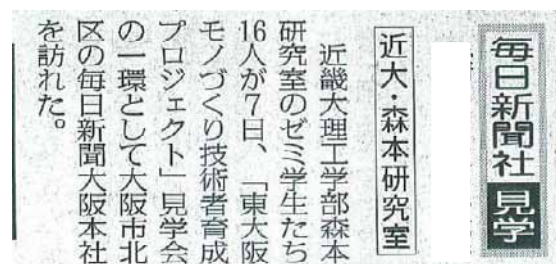 毎日新聞社 見学
近大・森本研究室
近畿大理工学部森本
研究室のゼミ学生たち
16人が7日、「東大阪
モノづくり技術者育成
プロジェクト」見学会
の一環として大阪市北
区の毎日新聞大阪本社
を訪れた。